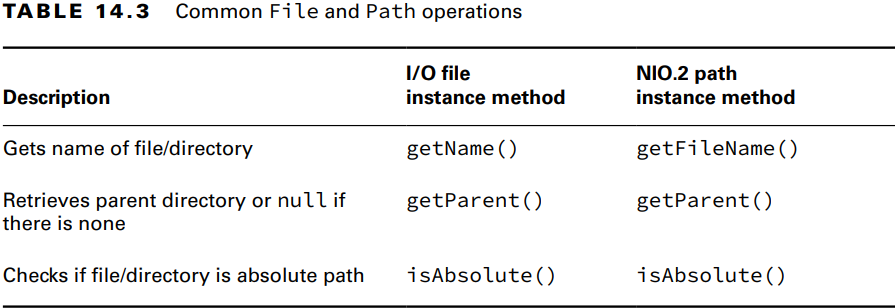 TABLE 14.3 Common File and Path operations
Description I/O file instance method NIO.2 path instance method
Gets name of file/directory getName() getFileName()
Retrieves parent directory or null if there is none getParent() getParent()
Checks if file/directory is absolute path isAbsolute() isAbsolute()